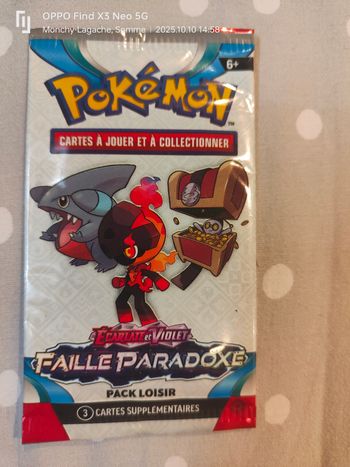 OPPO Find X3 Neo 5G
Monchy-Lagache, Somme | 2025.10.10 14:58
6+
POKÉMON
TM
CARTES À JOUER ET À COLLECTIONNER
ÉCARLATE ET VIOLET
FAILLE PARADOXE
PACK LOISIR
3 CARTES SUPPLÉMENTAIRES